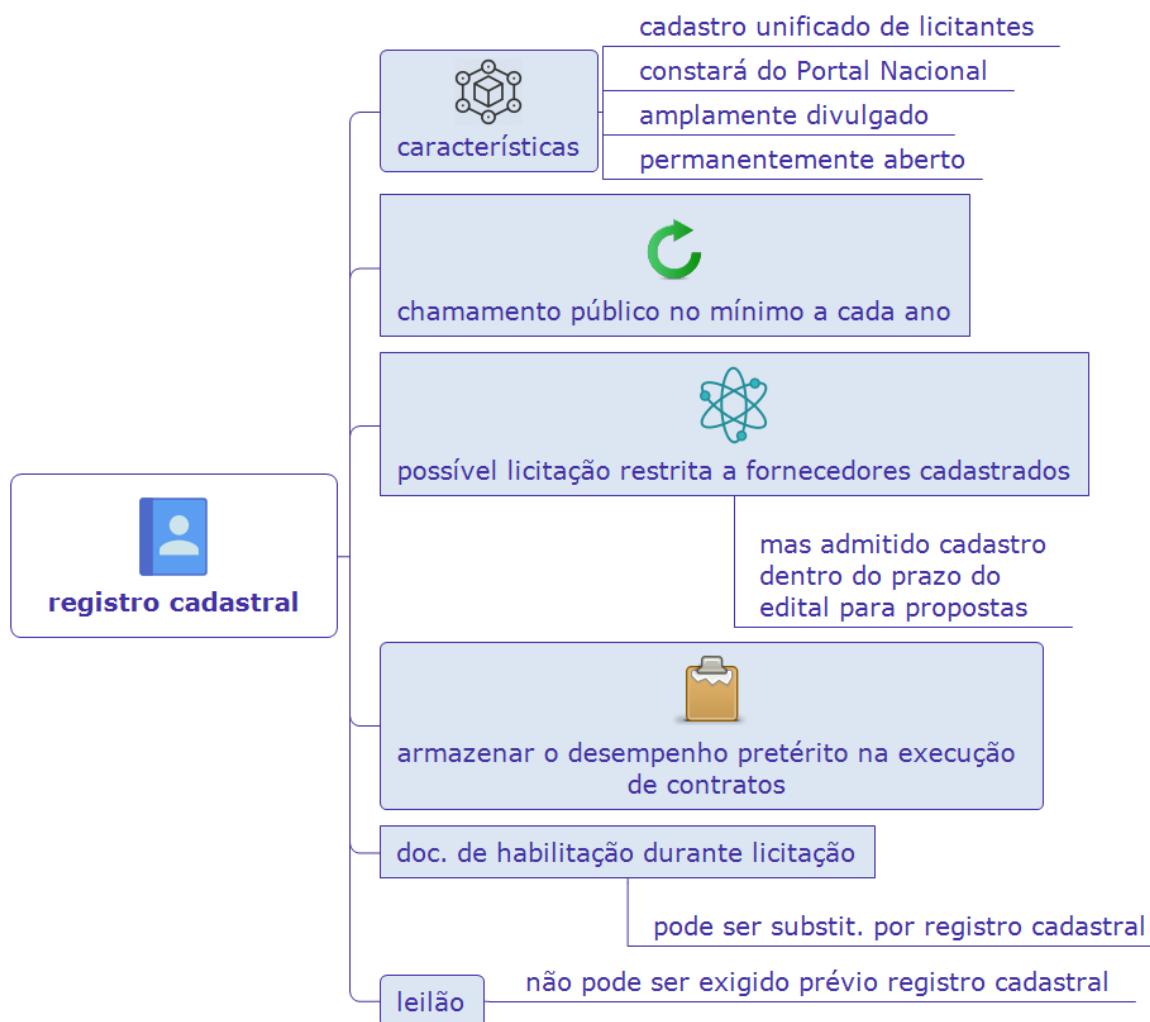 cadastro unificado de licitantes
constará do Portal Nacional
amplamente divulgado
permanentemente aberto
características
chamamento público no mínimo a cada ano
possível licitação restrita a fornecedores cadastrados
mas admitido cadastro
dentro do prazo do
edital para propostas
registro cadastral
armazenar o desempenho pretérito na execução
de contratos
doc. de habilitação durante licitação
pode ser substit. por registro cadastral
leilão
não pode ser exigido prévio registro cadastral